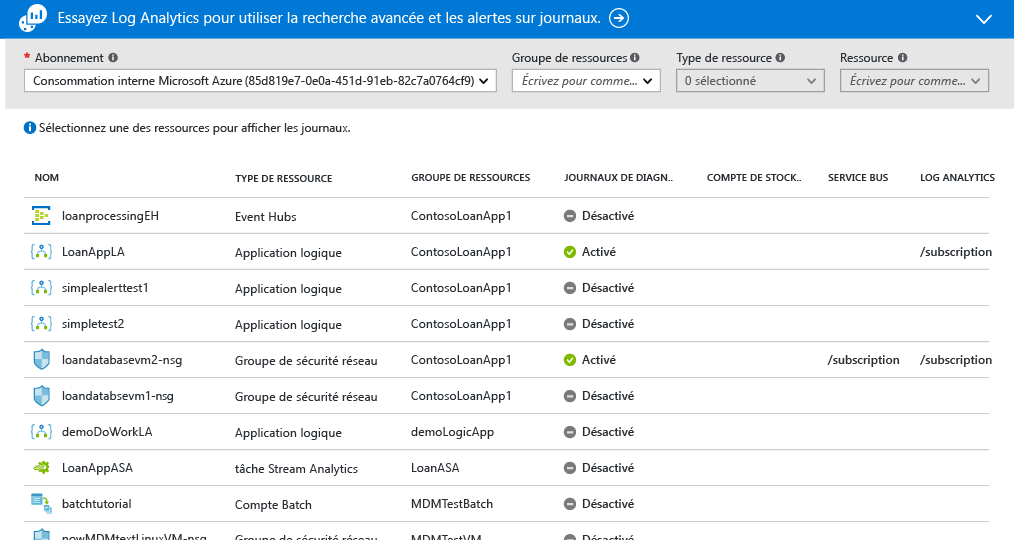 Essayez Log Analytics pour utiliser la recherche avancée et les alertes sur journaux.
* Abonnement Groupe de ressources Type de ressource Ressource
Consommation interne Microsoft Azure (85d819e7-0e0a-451d-91eb-82c7a0764cf9) Écrivez pour comme... 0 sélectionné Écrivez pour comme...
Sélectionnez une des ressources pour afficher les journaux.
NOM TYPE DE RESSOURCE GROUPE DE RESSOURCES JOURNAUX DE DIAGN.. COMPTE DE STOCK.. SERVICE BUS LOG ANALYTICS
loanprocessingEH Event Hubs ContosoLoanApp1 Désactivé
LoanAppLA Application logique ContosoLoanApp1 Activé /subscription
simplealerttest1 Application logique ContosoLoanApp1 Désactivé
simpletest2 Application logique ContosoLoanApp1 Désactivé
loandatabasevm2-nsg Groupe de sécurité réseau ContosoLoanApp1 Activé /subscription /subscription
loandatabsevm1-nsg Groupe de sécurité réseau ContosoLoanApp1 Désactivé
demoDoWorkLA Application logique demoLogicApp Désactivé
LoanAppASA tâche Stream Analytics LoanASA Désactivé
batchtutorial Compte Batch MDMTestBatch Désactivé
nowMDMtextLinuxVM-nsg Groupe de sécurité réseau MDMTestVM Désactivé